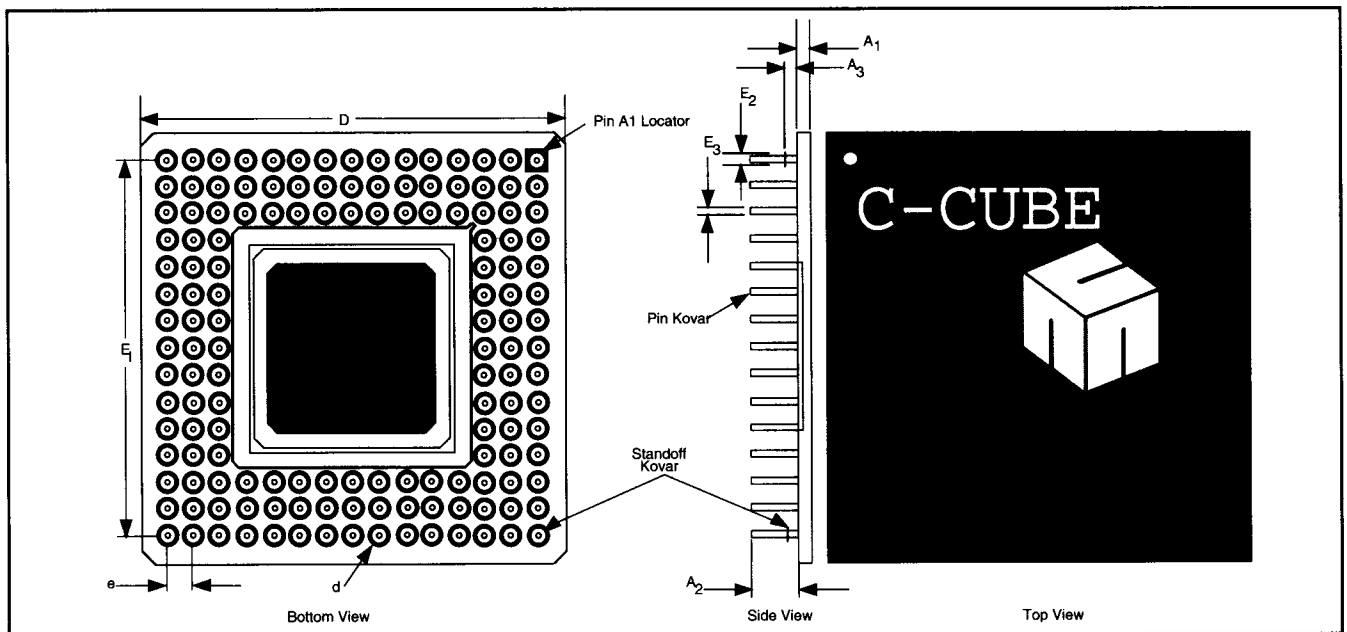 A1
A3
E2
D
Pin A1 Locator
E3
C-CUBE
Pin Kovar
E1
Standoff
Kovar
A2
e
d
Bottom View
Side View
Top View